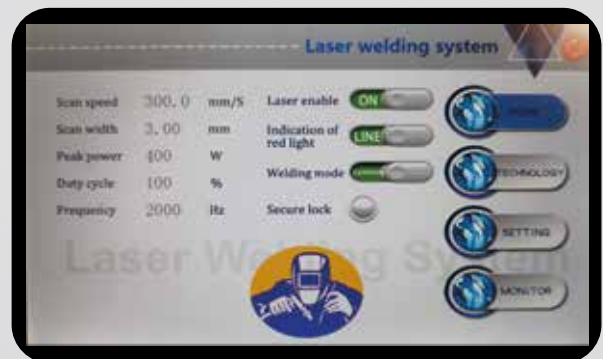 Laser welding system
Scan speed 300.0 mm/S
Scan width 3.00 mm
Peak power 400 W
Duty cycle 100 %
Frequency 2000 Hz
Laser enable ON
Indication of
red light LINE
Welding mode
Secure lock
TECHNOLOGY
SETTING
MONITOR
Laser Welding System